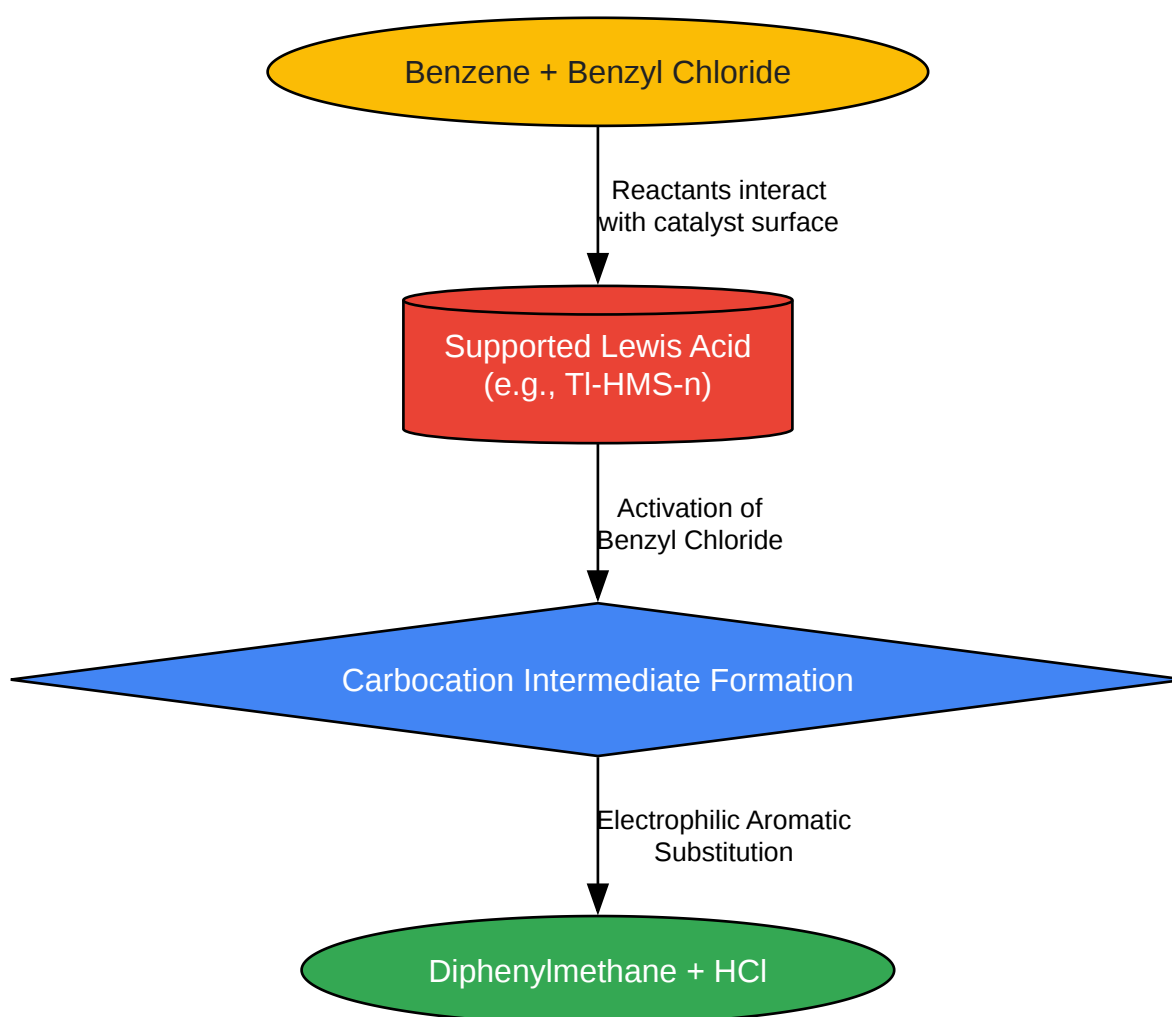 Benzene + Benzyl Chloride
Reactants interact
with catalyst surface
Supported Lewis Acid
(e.g., Tl-HMS-n)
Activation of
Benzyl Chloride
Carbocation Intermediate Formation
Electrophilic Aromatic
Substitution
Diphenylmethane + HCl